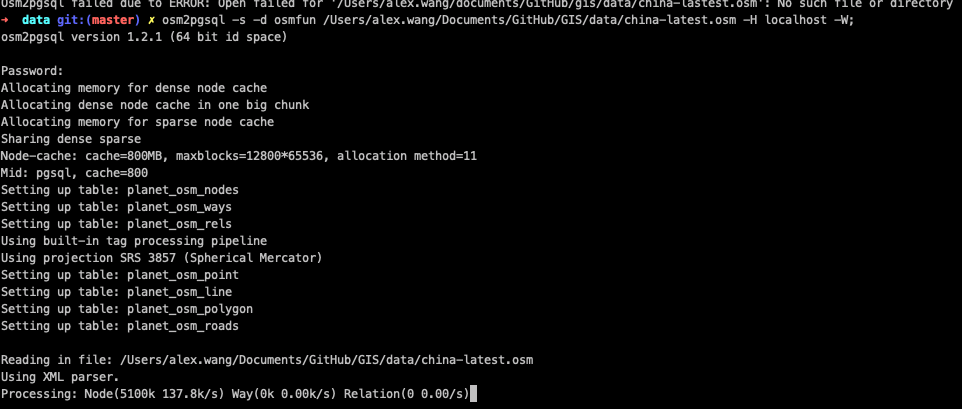 Osm2pgsql failed due to ERROR: Open failed for '/Users/alex.wang/documents/GitHub/gis/data/china-lastest.osm': No such file or directory
➜  data git:(master) ✗ osm2pgsql -s -d osmfun /Users/alex.wang/Documents/GitHub/GIS/data/china-latest.osm -H localhost -W;
osm2pgsql version 1.2.1 (64 bit id space)
Password:
Allocating memory for dense node cache
Allocating dense node cache in one big chunk
Allocating memory for sparse node cache
Sharing dense sparse
Node-cache: cache=800MB, maxblocks=12800*65536, allocation method=11
Mid: pgsql, cache=800
Setting up table: planet_osm_nodes
Setting up table: planet_osm_ways
Setting up table: planet_osm_rels
Using built-in tag processing pipeline
Using projection SRS 3857 (Spherical Mercator)
Setting up table: planet_osm_point
Setting up table: planet_osm_line
Setting up table: planet_osm_polygon
Setting up table: planet_osm_roads
Reading in file: /Users/alex.wang/Documents/GitHub/GIS/data/china-latest.osm
Using XML parser.
Processing: Node(5100k 137.8k/s) Way(0k 0.00k/s) Relation(0 0.00/s)